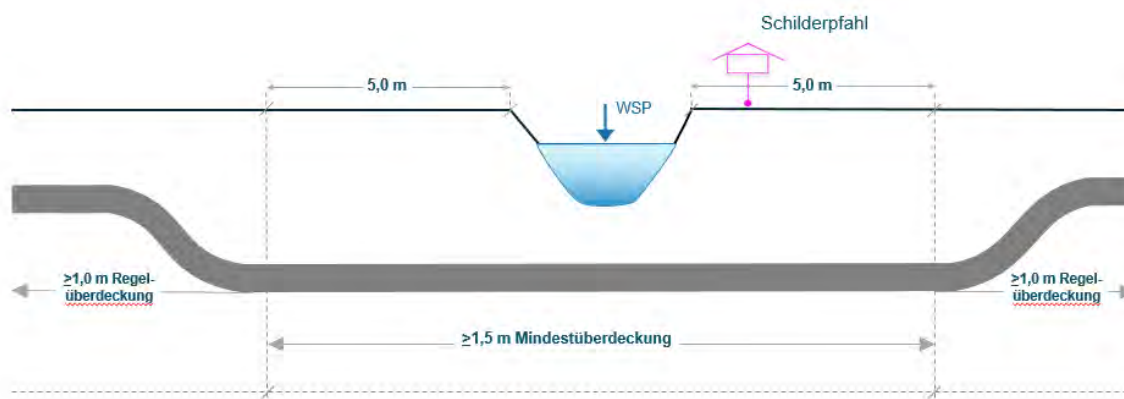 Schilderpfahl
5,0 m
5,0 m
WSP
≥1,0 m Regel-
überdeckung
≥1,0 m Regel-
überdeckung
≥1,5 m Mindestüberdeckung